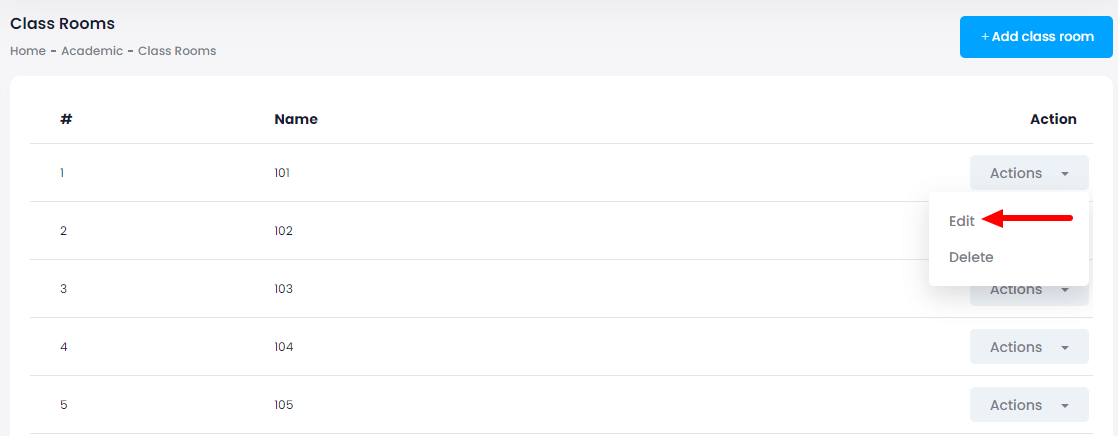 Class Rooms
Home - Academic - Class Rooms
+ Add class room
# Name Action
1 101 Actions
Edit
2 102
Delete
3 103 Actions
4 104 Actions
5 105 Actions